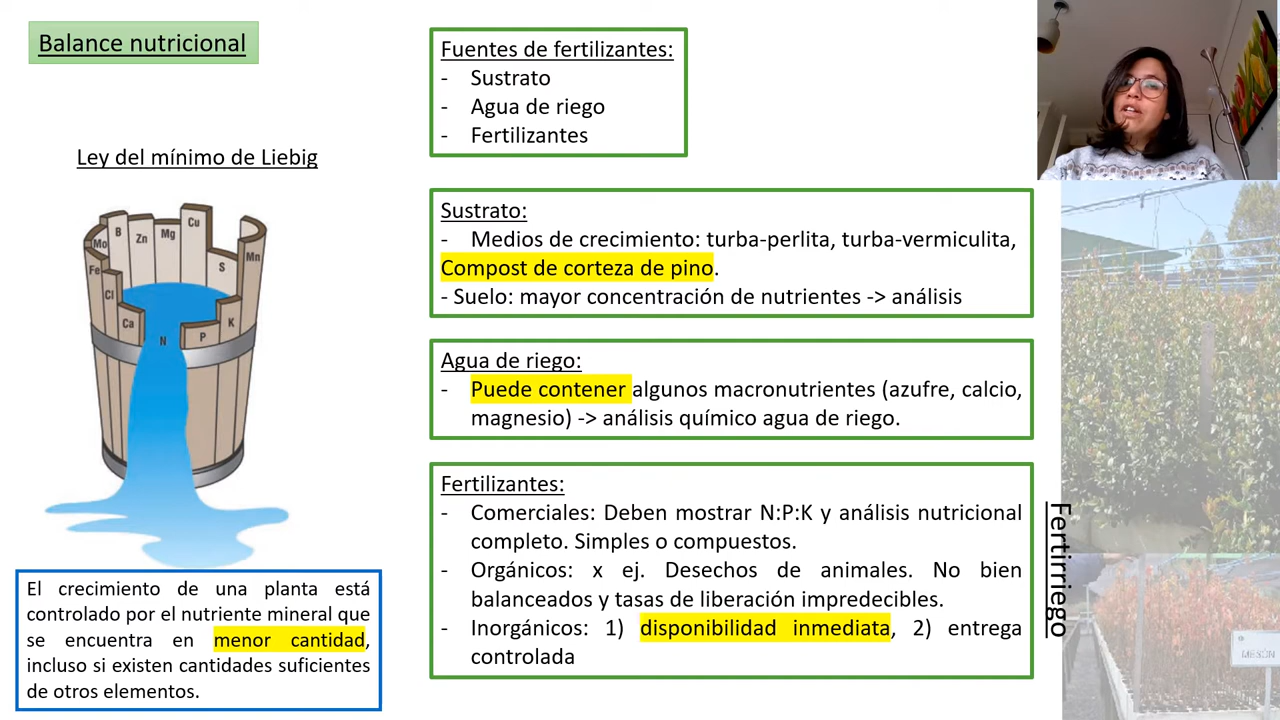 Balance nutricional
Ley del mínimo de Liebig
Mo
B
Zn
Mg
Cu
S
Mn
Fe
Cl
Ca
N
P
K
El crecimiento de una planta está
controlado por el nutriente mineral que
se encuentra en menor cantidad,
incluso si existen cantidades suficientes
de otros elementos.
Fuentes de fertilizantes:
- Sustrato
- Agua de riego
- Fertilizantes
Sustrato:
- Medios de crecimiento: turba-perlita, turba-vermiculita,
Compost de corteza de pino.
- Suelo: mayor concentración de nutrientes -> análisis
Agua de riego:
- Puede contener algunos macronutrientes (azufre, calcio,
magnesio) -> análisis químico agua de riego.
Fertilizantes:
- Comerciales: Deben mostrar N:P:K y análisis nutricional
completo. Simples o compuestos.
- Orgánicos: x ej. Desechos de animales. No bien
balanceados y tasas de liberación impredecibles.
- Inorgánicos: 1) disponibilidad inmediata, 2) entrega
controlada
Fertirriego
MESÓN